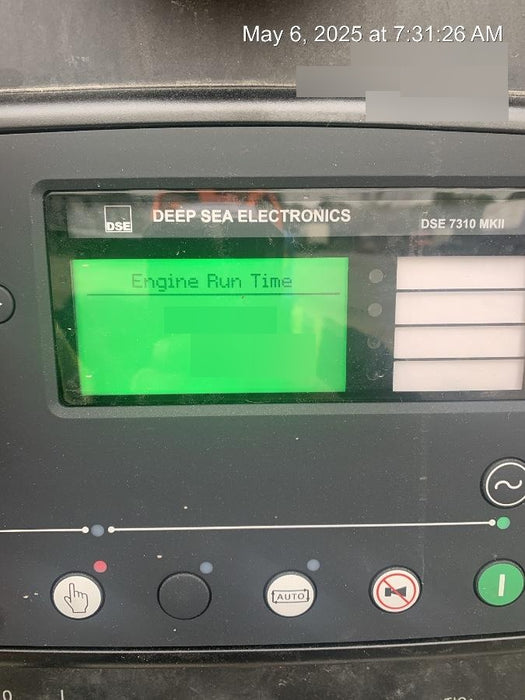 May 6, 2025 at 7:31:26 AM
DSE
DEEP SEA ELECTRONICS
DSE 7310 MKII
Engine Run Time
AUTO